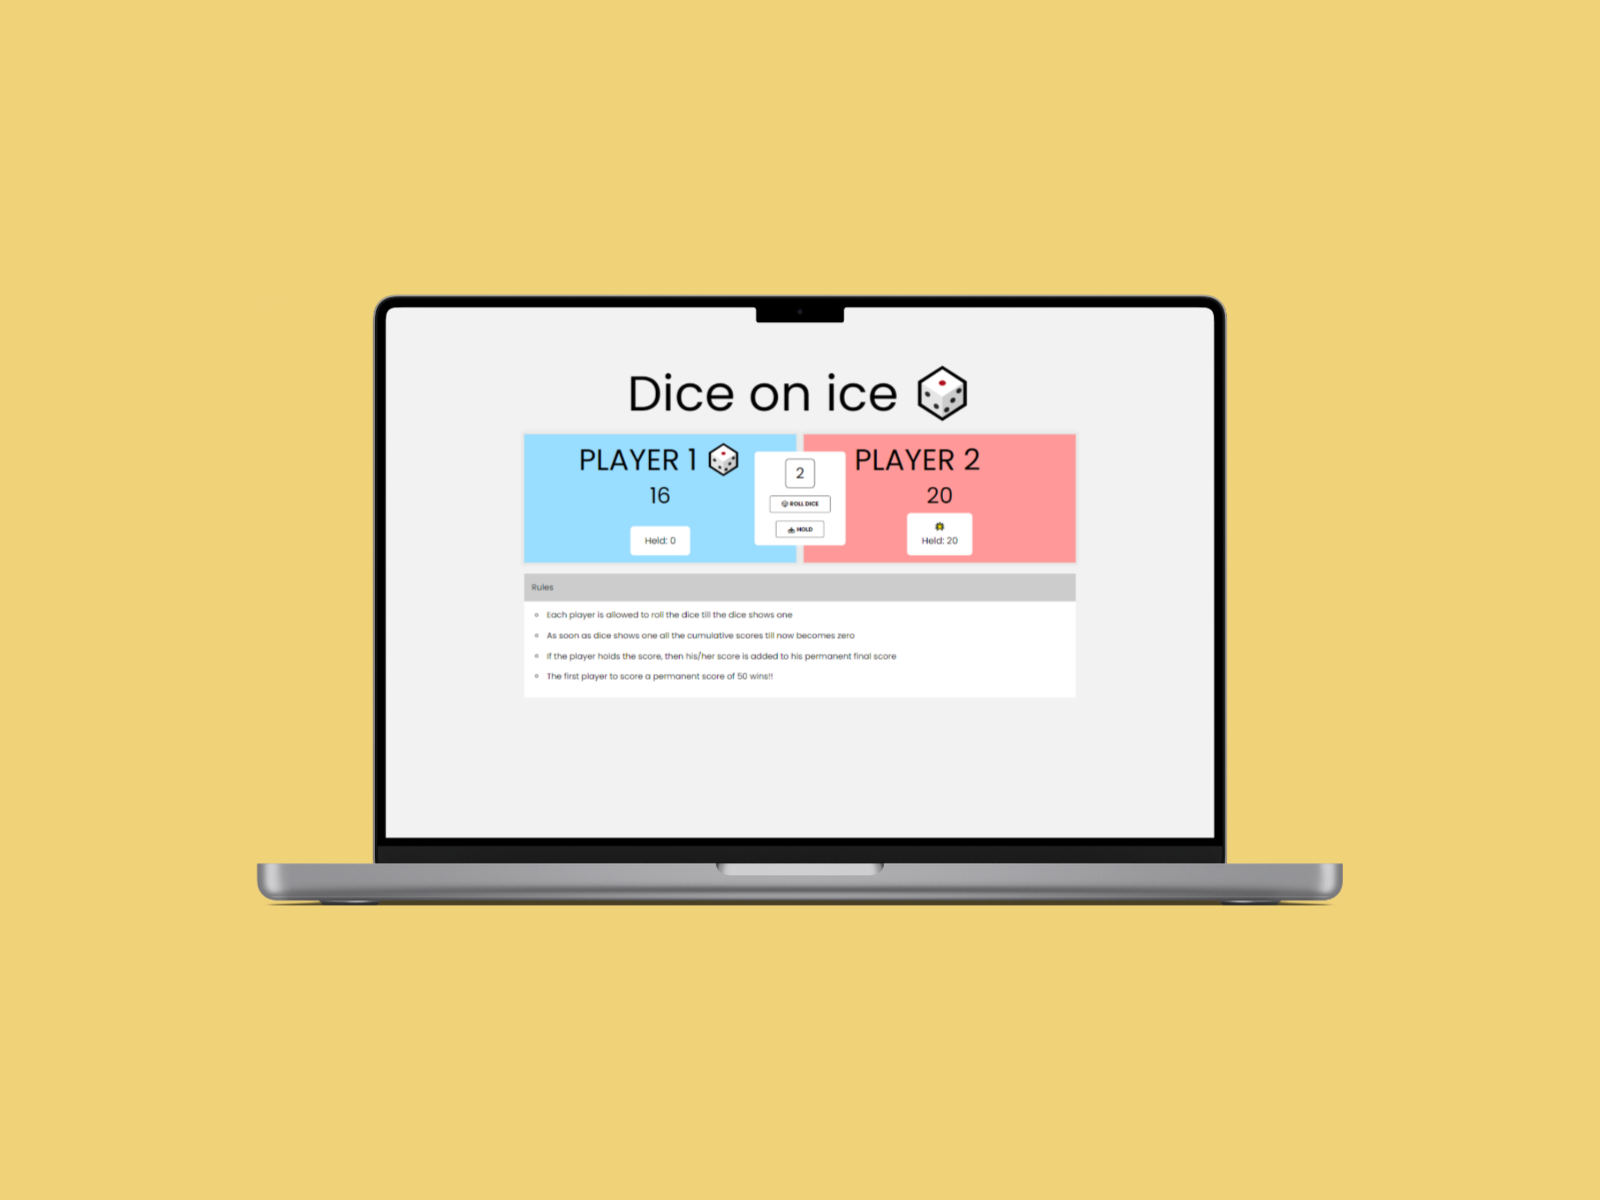 Dice on ice
PLAYER 1
16
Held: 0
2
ROLL DICE
HOLD
PLAYER 2
20
Held: 20
Rules
Each player is allowed to roll the dice till the dice shows one
As soon as dice shows one all the cumulative scores till now becomes zero
If the player holds the score, then his/her score is added to his permanent final score
The first player to score a permanent score of 50 wins!!